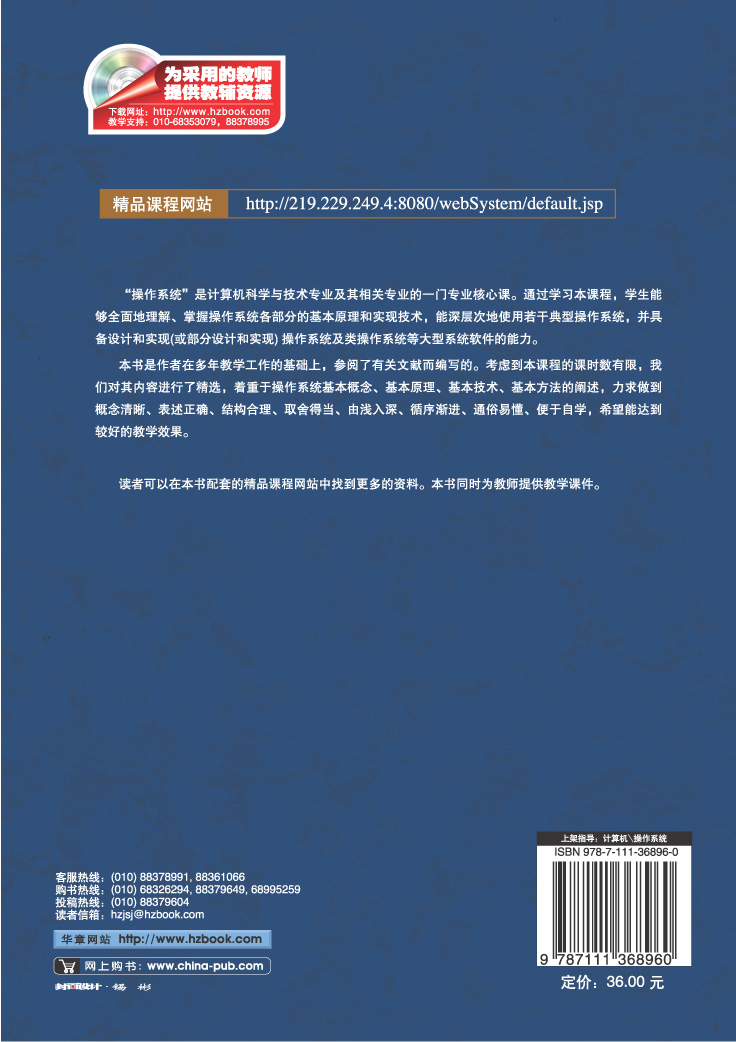 为采用的教师
提供教辅资源
下载网址：http://www.hzbook.com
教学支持：010-68353079，88378995
精品课程网站 http://219.229.249.4:8080/webSystem/default.jsp
“操作系统”是计算机科学与技术专业及其相关专业的一门专业核心课。通过学习本课程，学生能
够全面地理解、掌握操作系统各部分的基本原理和实现技术，能深层次地使用若干典型操作系统，并具
备设计和实现(或部分设计和实现) 操作系统及类操作系统等大型系统软件的能力。
本书是作者在多年教学工作的基础上，参阅了有关文献而编写的。考虑到本课程的课时数有限，我
们对其内容进行了精选，着重于操作系统基本概念、基本原理、基本技术、基本方法的阐述，力求做到
概念清晰、表述正确、结构合理、取舍得当、由浅入深、循序渐进、通俗易懂、便于自学，希望能达到
较好的教学效果。
读者可以在本书配套的精品课程网站中找到更多的资料。本书同时为教师提供教学课件。
上架指导：计算机\操作系统
ISBN 978-7-111-36896-0
9 787111 368960
定价：36.00 元
客服热线：(010) 88378991, 88361066
购书热线：(010) 68326294, 88379649, 68995259
投稿热线：(010) 88379604
读者信箱：hzjsj@hzbook.com
华章网站 http://www.hzbook.com
网上购书：www.china-pub.com
封面设计·锡 彬